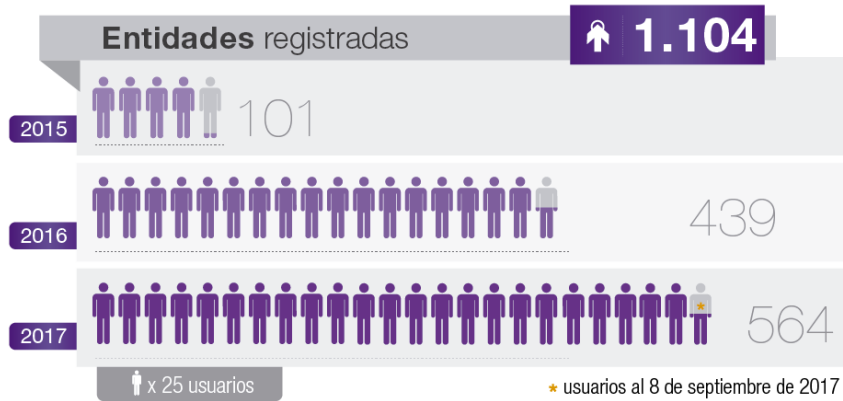 Entidades registradas
1.104
2015
101
2016
439
2017
564
x 25 usuarios
★ usuarios al 8 de septiembre de 2017